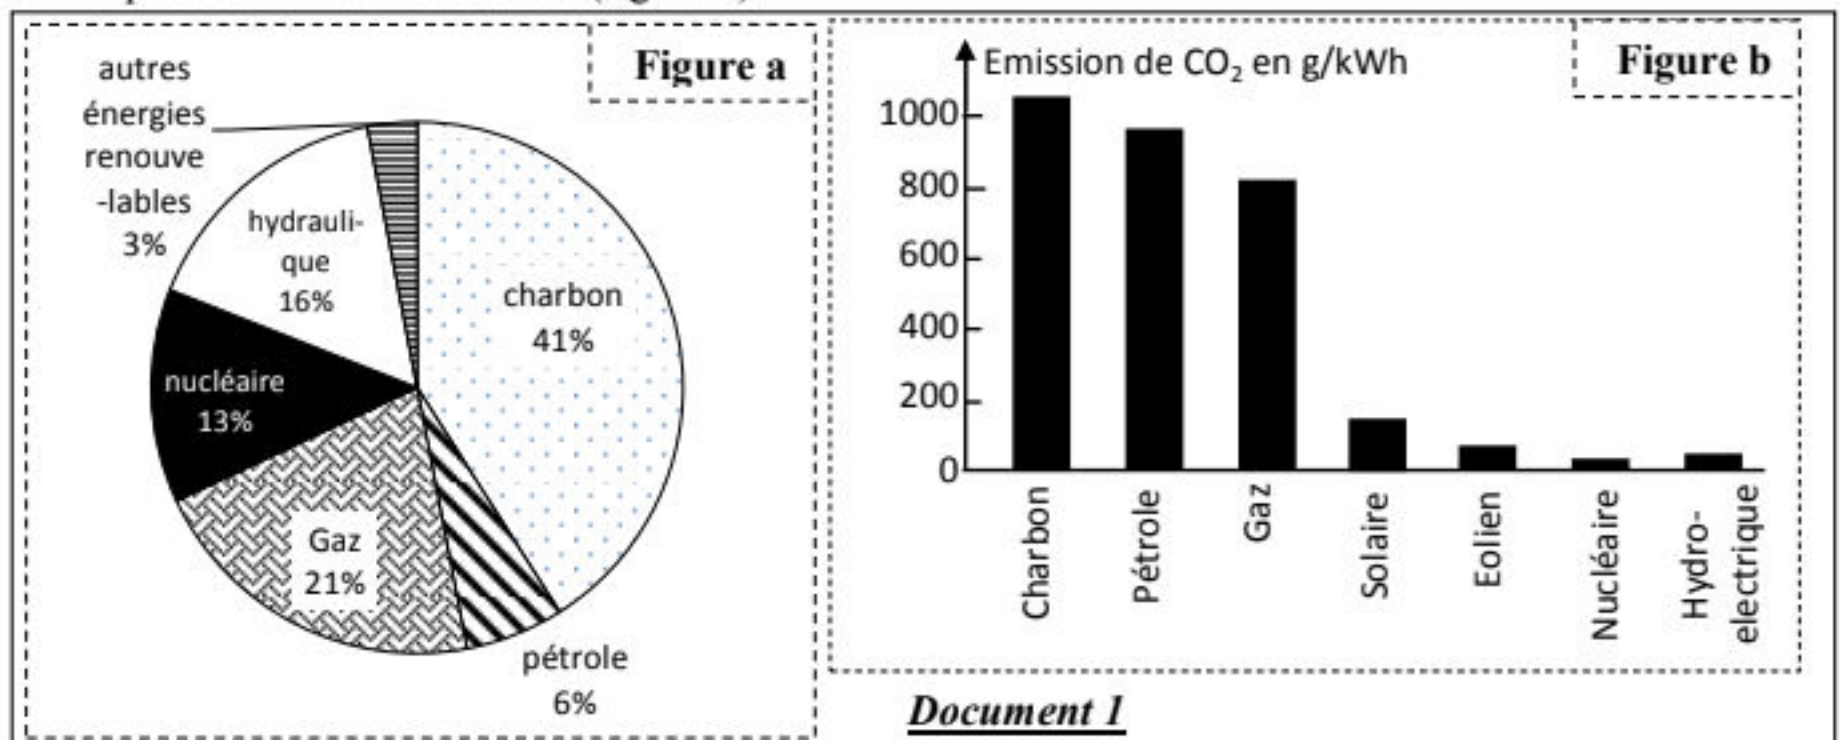 Figure a
autres
énergies
renouve
-lables
3%
hydrauli-
que
16%
charbon
41%
nucléaire
13%
Gaz
21%
pétrole
6%
Figure b
Emission de CO₂ en g/kWh
1000
800
600
400
200
0
Charbon
Pétrole
Gaz
Solaire
Eolien
Nucléaire
Hydro-
electrique
Document 1